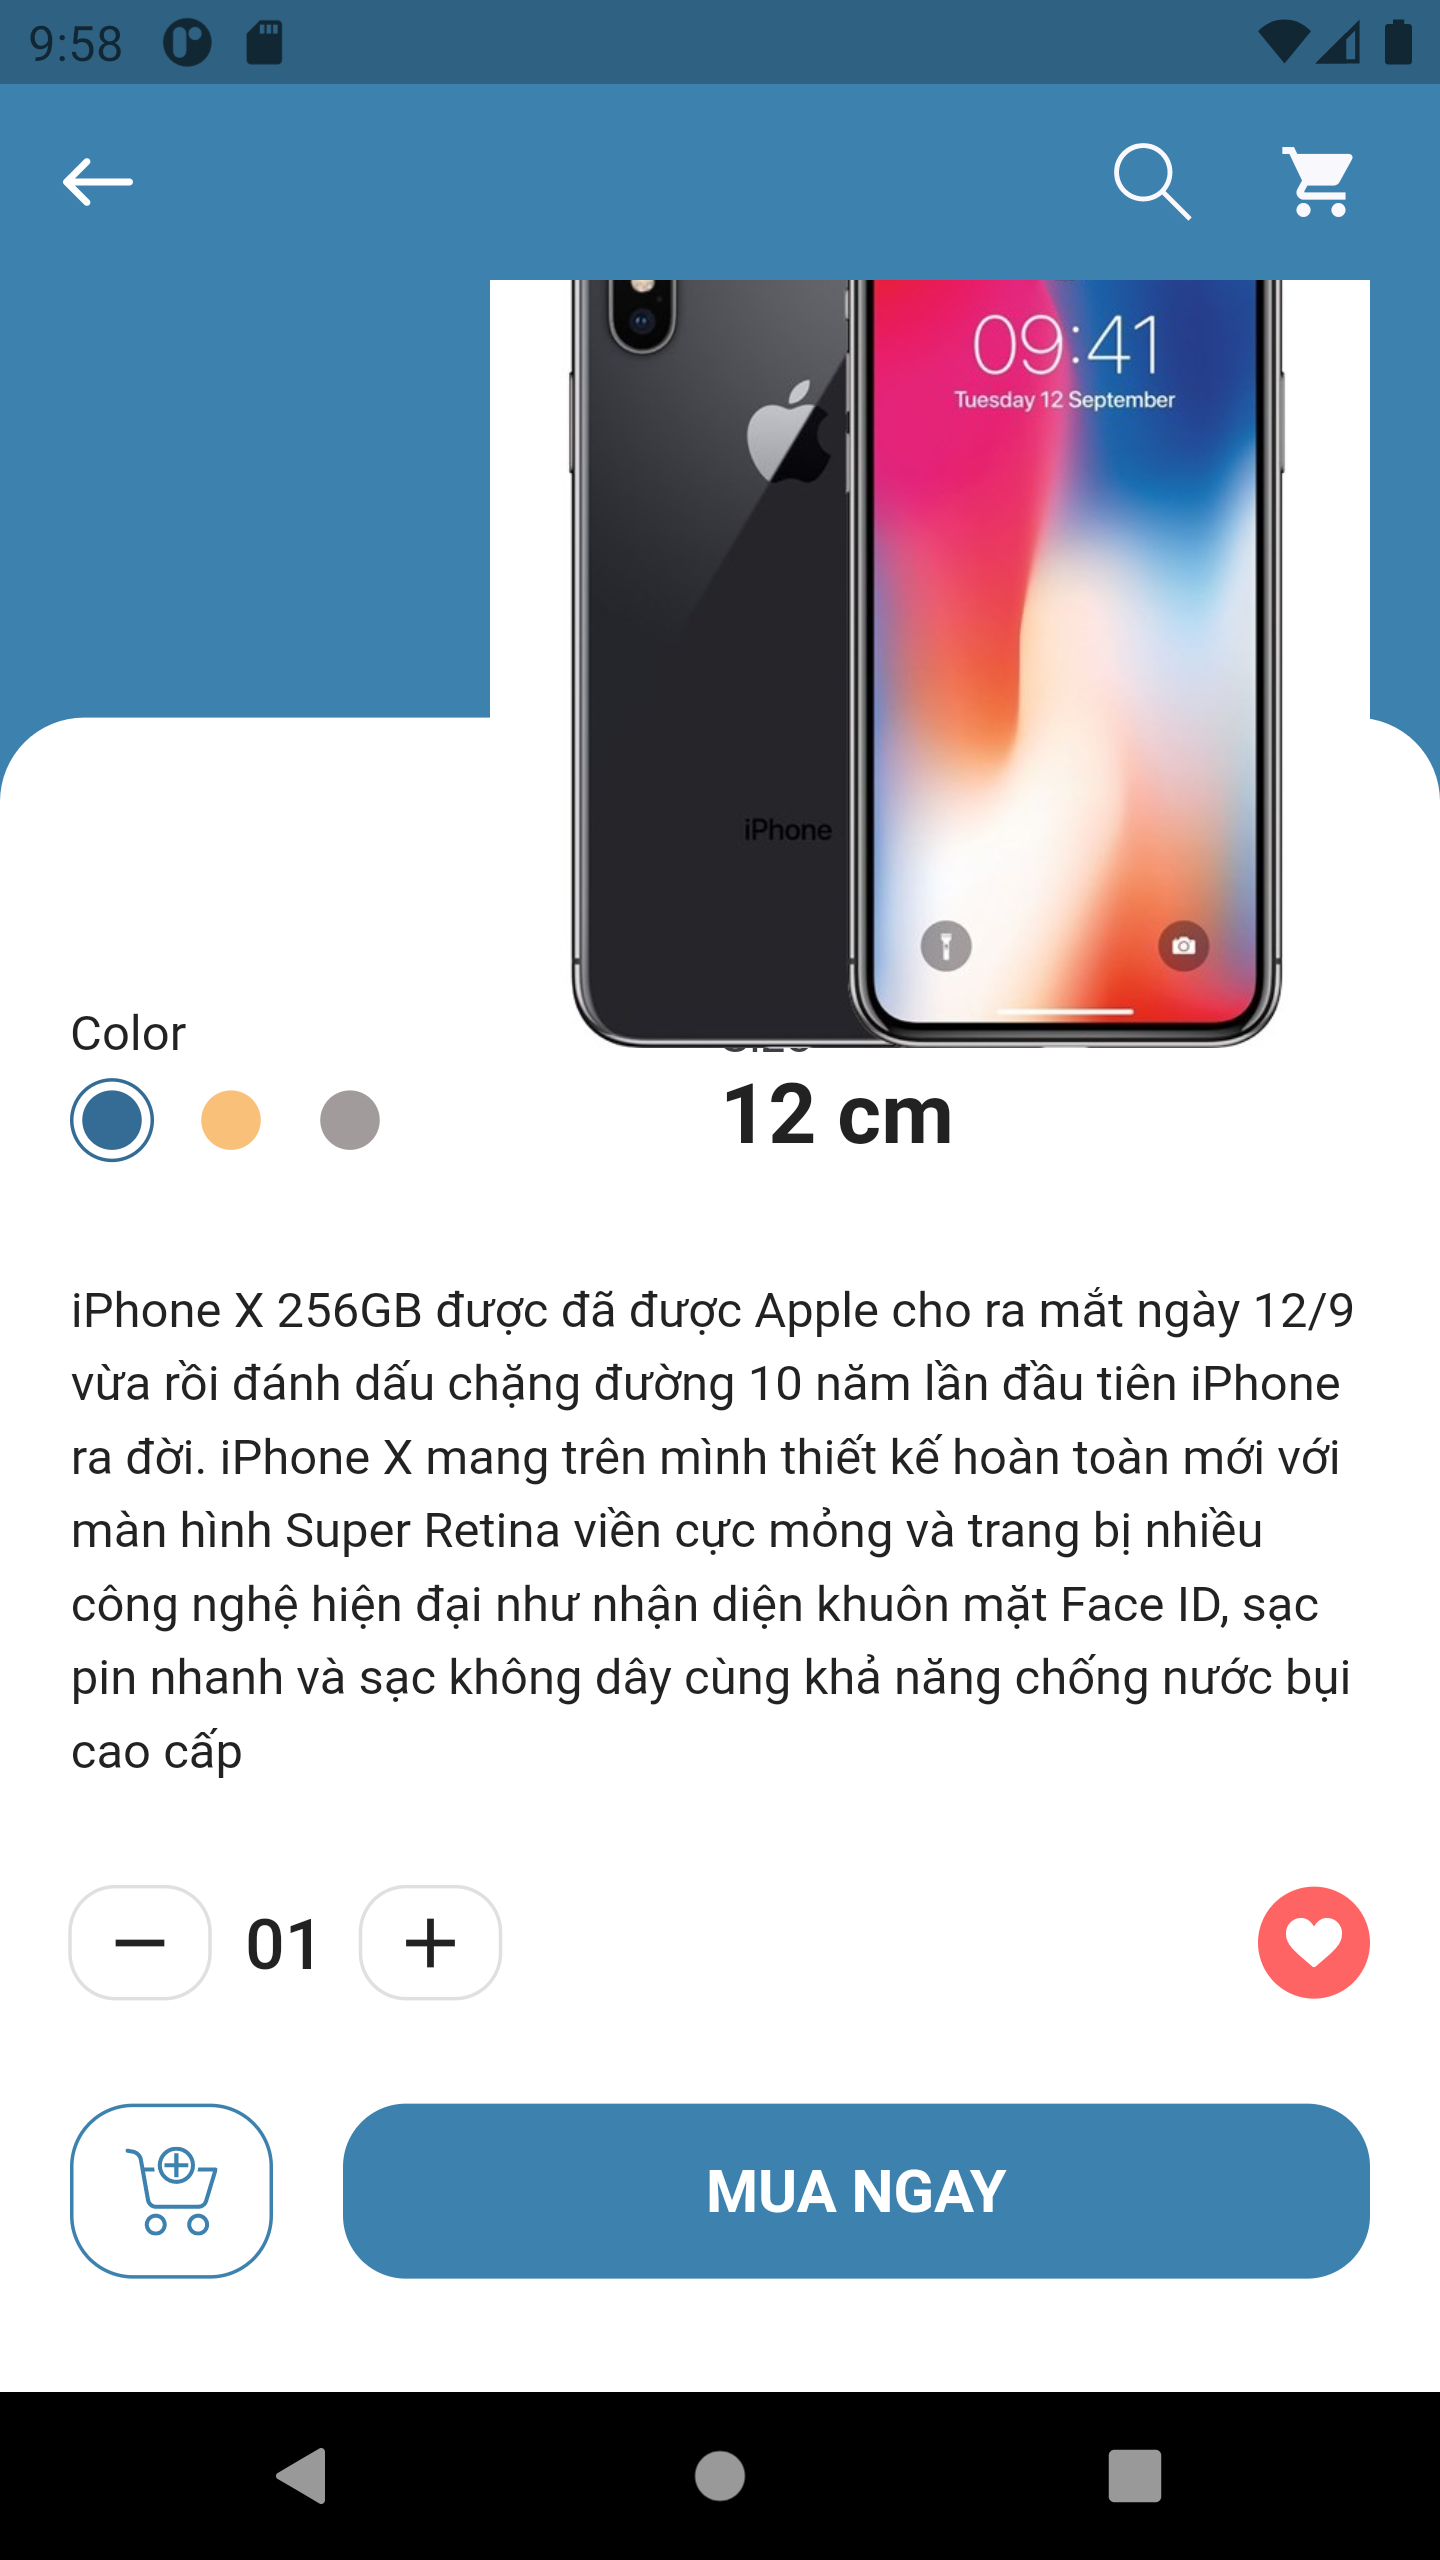 9:58
09:41
Tuesday 12 September
iPhone
Color
12 cm
iPhone X 256GB được đã được Apple cho ra mắt ngày 12/9
vừa rồi đánh dấu chặng đường 10 năm lần đầu tiên iPhone
ra đời. iPhone X mang trên mình thiết kế hoàn toàn mới với
màn hình Super Retina viền cực mỏng và trang bị nhiều
công nghệ hiện đại như nhận diện khuôn mặt Face ID, sạc
pin nhanh và sạc không dây cùng khả năng chống nước bụi
cao cấp
01
MUA NGAY